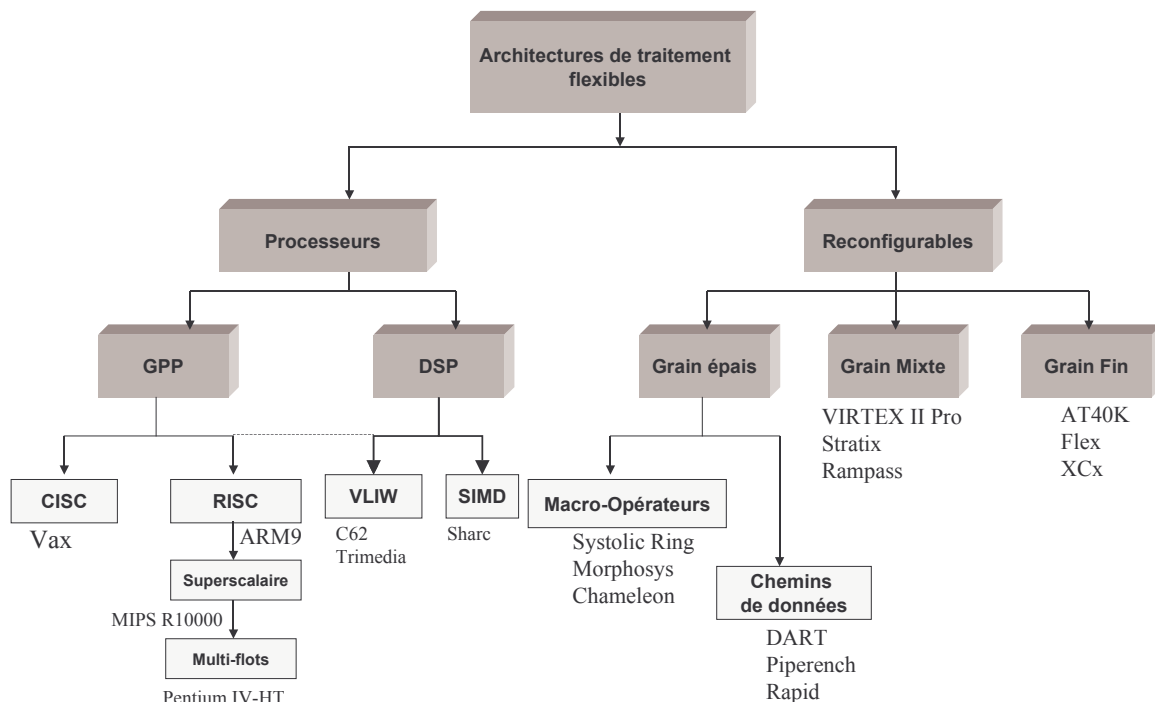 Architectures de traitement
flexibles
Processeurs
Reconfigurables
GPP
DSP
Grain épais
Grain Mixte
Grain Fin
VIRTEX II Pro
Stratix
Rampass
AT40K
Flex
XCx
CISC
Vax
RISC
ARM9
VLIW
C62
Trimedia
SIMD
Sharc
Macro-Opérateurs
Systolic Ring
Morphosys
Chameleon
Superscalaire
MIPS R10000
Multi-flots
Pentium IV-HT
Chemins
de données
DART
Piperench
Rapid